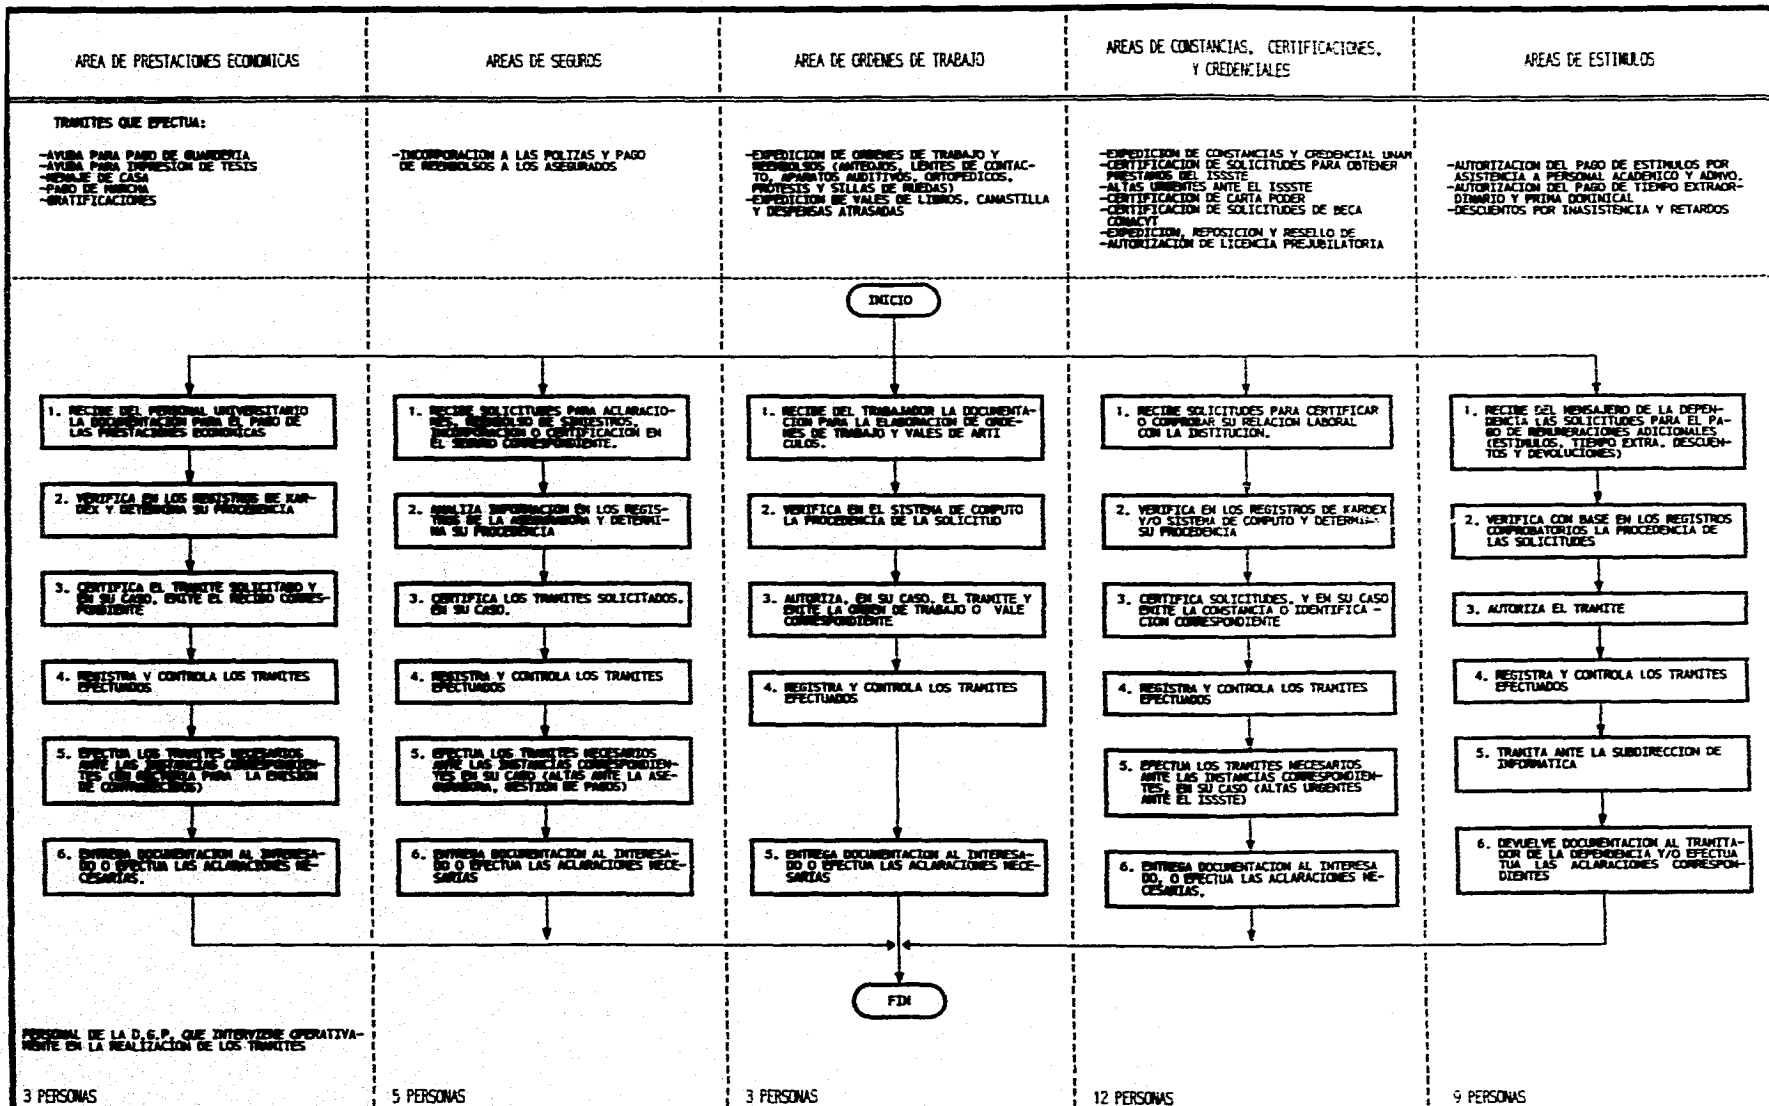 AREA DE PRESTACIONES ECONOMICAS
AREAS DE SEGUROS
AREA DE ORDENES DE TRABAJO
AREAS DE CONSTANCIAS, CERTIFICACIONES,
Y CREDENCIALES
AREAS DE ESTIMULOS
TRAMITES QUE EFECTUA:
-AYUDA PARA PAGO DE GUARDERIA
-AYUDA PARA IMPRESION DE TESIS
-MENAJE DE CASA
-PAGO DE MARCHA
-GRATIFICACIONES
-INCORPORACION A LAS POLIZAS Y PAGO
DE REEMBOLSOS A LOS ASEGURADOS
-EXPEDICION DE ORDENES DE TRABAJO Y
REEMBOLSOS (ANTEOJOS, LENTES DE CONTAC-
TO, APARATOS AUDITIVOS, ORTOPEDICOS,
PROTESIS Y SILLAS DE RUEDAS)
-EXPEDICION DE VALES DE LIBROS, CANASTILLA
Y DESPENSAS ATRASADAS
-EXPEDICION DE CONSTANCIAS Y CREDENCIAL UNAM
-CERTIFICACION DE SOLICITUDES PARA OBTENER
PRESTAMOS DEL ISSSTE
-ALTAS URGENTES ANTE EL ISSSTE
-CERTIFICACION DE CARTA PODER
-CERTIFICACION DE SOLICITUDES DE BECA
CONACYT
-EXPEDICION, REPOSICION Y RESELLO DE
-AUTORIZACIÓN DE LICENCIA PREJUBILATORIA
-AUTORIZACION DEL PAGO DE ESTIMULOS POR
ASISTENCIA A PERSONAL ACADEMICO Y ADMVO.
-AUTORIZACION DEL PAGO DE TIEMPO EXTRAOR-
DINARIO Y PRIMA DOMINICAL
-DESCUENTOS POR INASISTENCIA Y RETARDOS
INICIO
1. RECIBE DEL PERSONAL UNIVERSITARIO
LA DOCUMENTACION PARA EL PAGO DE
LAS PRESTACIONES ECONOMICAS
2. VERIFICA EN LOS REGISTROS DE KAR-
DEX Y DETERMINA SU PROCEDENCIA
3. CERTIFICA EL TRAMITE SOLICITADO Y
EN SU CASO, EMITE EL RECIBO CORRES-
PONDIENTE
4. REGISTRA Y CONTROLA LOS TRAMITES
EFECTUADOS
5. EFECTUA LOS TRAMITES NECESARIOS
ANTE LAS INSTANCIAS CORRESPONDIEN-
TES (EN RECTORIA PARA LA EMISION
DE CONTRARECIBOS)
6. ENTREGA DOCUMENTACION AL INTERESA-
DO O EFECTUA LAS ACLARACIONES NE-
CESARIAS.
1. RECIBE SOLICITUDES PARA ACLARACIO-
NES, REEMBOLSO DE SINIESTROS,
INCORPORACION O CERTIFICACION EN
EL SEGURO CORRESPONDIENTE.
2. ANALIZA INFORMACION EN LOS REGIS-
TROS DE LA ASEGURADORA Y DETERMI-
NA SU PROCEDENCIA
3. CERTIFICA LOS TRAMITES SOLICITADOS,
EN SU CASO.
4. REGISTRA Y CONTROLA LOS TRAMITES
EFECTUADOS
5. EFECTUA LOS TRAMITES NECESARIOS
ANTE LAS INSTANCIAS CORRESPONDIEN-
TES EN SU CASO (ALTAS ANTE LA ASE-
GURADORA, GESTION DE PAGOS)
6. ENTREGA DOCUMENTACION AL INTERESA-
DO O EFECTUA LAS ACLARACIONES NECE-
SARIAS
1. RECIBE DEL TRABAJADOR LA DOCUMENTA-
CION PARA LA ELABORACION DE ORDE-
NES DE TRABAJO Y VALES DE ARTI
CULOS.
2. VERIFICA EN EL SISTEMA DE COMPUTO
LA PROCEDENCIA DE LA SOLICITUD
3. AUTORIZA, EN SU CASO, EL TRAMITE Y
EMITE LA ORDEN DE TRABAJO O VALE
CORRESPONDIENTE
4. REGISTRA Y CONTROLA LOS TRAMITES
EFECTUADOS
5. ENTREGA DOCUMENTACION AL INTERESA-
DO O EFECTUA LAS ACLARACIONES NECE-
SARIAS
1. RECIBE SOLICITUDES PARA CERTIFICAR
O COMPROBAR SU RELACION LABORAL
CON LA INSTITUCION.
2. VERIFICA EN LOS REGISTROS DE KARDEX
Y/O SISTEMA DE COMPUTO Y DETERMINA
SU PROCEDENCIA
3. CERTIFICA SOLICITUDES, Y EN SU CASO
EMITE LA CONSTANCIA O IDENTIFICA -
CION CORRESPONDIENTE
4. REGISTRA Y CONTROLA LOS TRAMITES
EFECTUADOS
5. EFECTUA LOS TRAMITES NECESARIOS
ANTE LAS INSTANCIAS CORRESPONDIEN-
TES, EN SU CASO (ALTAS URGENTES
ANTE EL ISSSTE)
6. ENTREGA DOCUMENTACION AL INTERESA
DO, O EFECTUA LAS ACLARACIONES NE-
CESARIAS.
1. RECIBE DEL MENSAJERO DE LA DEPEN-
DENCIA LAS SOLICITUDES PARA EL PA-
GO DE REMUNERACIONES ADICIONALES
(ESTIMULOS, TIEMPO EXTRA, DESCUEN-
TOS Y DEVOLUCIONES)
2. VERIFICA CON BASE EN LOS REGISTROS
COMPROBATORIOS LA PROCEDENCIA DE
LAS SOLICITUDES
3. AUTORIZA EL TRAMITE
4. REGISTRA Y CONTROLA LOS TRAMITES
EFECTUADOS
5. TRAMITA ANTE LA SUBDIRECCION DE
INFORMATICA
6. DEVUELVE DOCUMENTACION AL TRAMITA-
DOR DE LA DEPENDENCIA Y/O EFECTUA
TUA LAS ACLARACIONES CORRESPON-
DIENTES
FIN
PERSONAL DE LA D.G.P. QUE INTERVIENE OPERATIVA-
MENTE EN LA REALIZACION DE LOS TRAMITES
3 PERSONAS
5 PERSONAS
3 PERSONAS
12 PERSONAS
9 PERSONAS